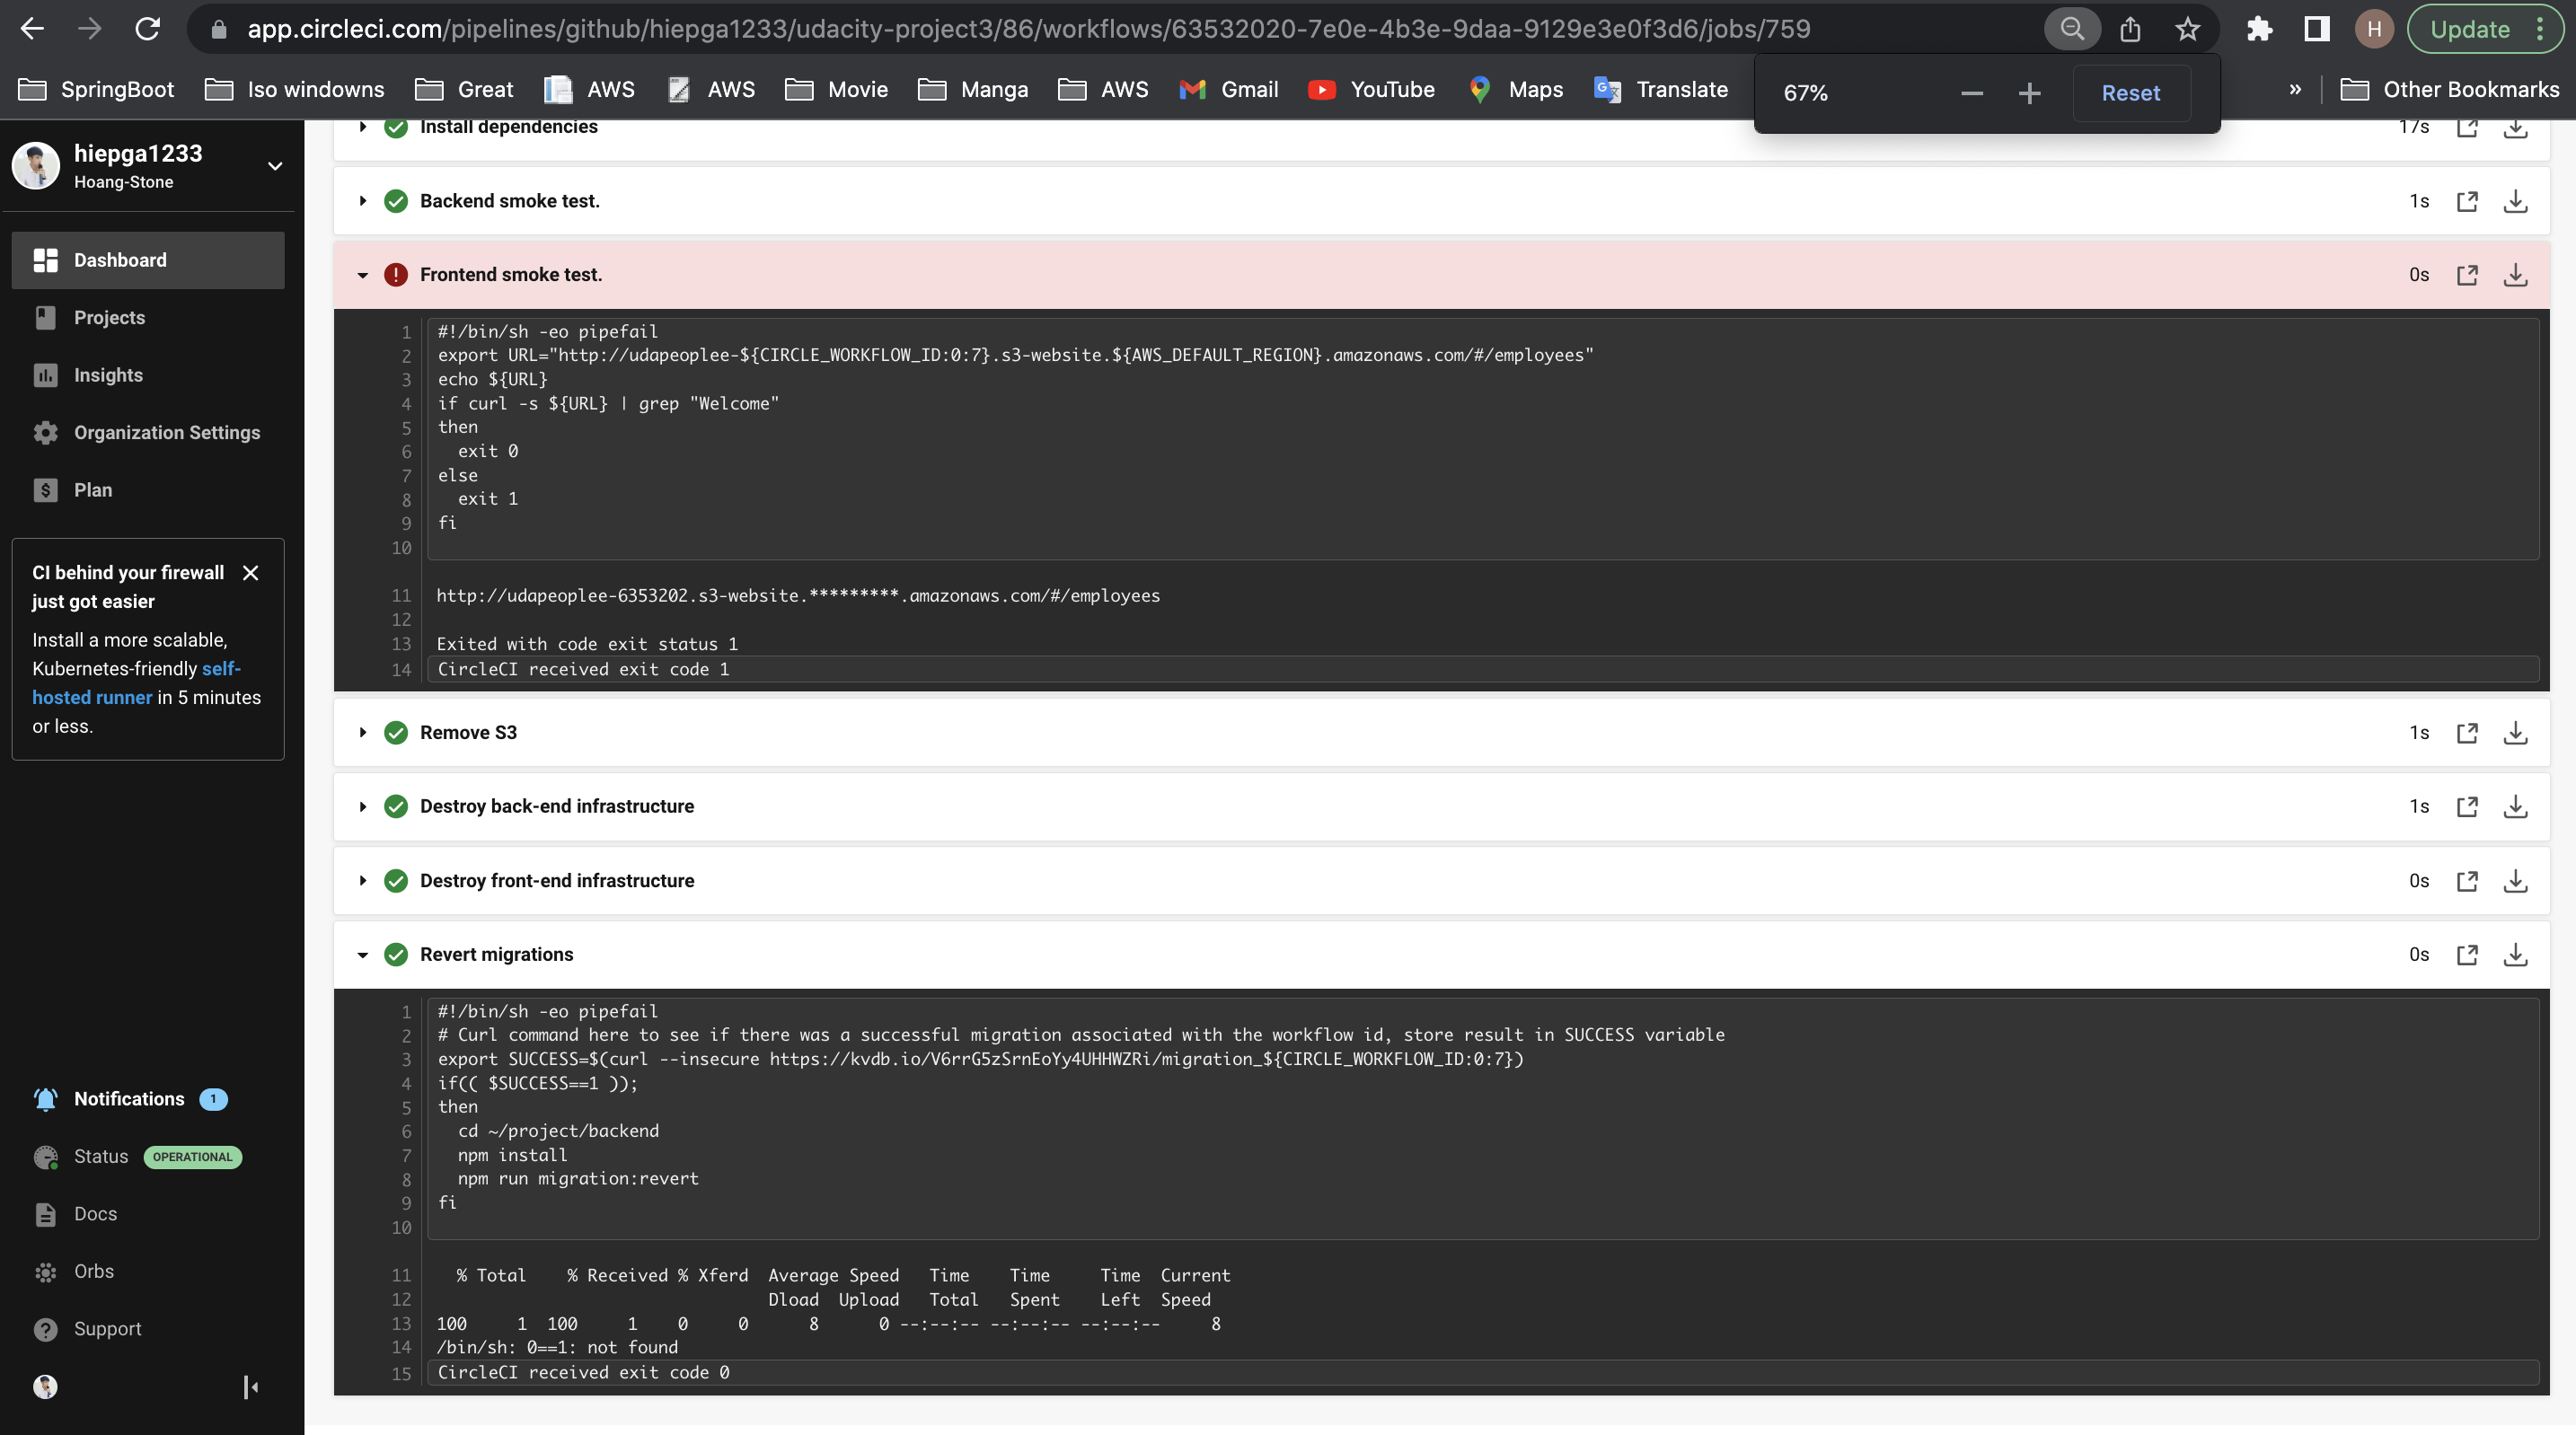 app.circleci.com/pipelines/github/hiepga1233/udacity-project3/86/workflows/63532020-7e0e-4b3e-9daa-9129e3e0f3d6/jobs/759
H
Update
SpringBoot
Iso windowns
Great
AWS
AWS
Movie
Manga
AWS
Gmail
YouTube
Maps
Translate
67%
Reset
»
Other Bookmarks
hiepga1233
Hoang-Stone
Dashboard
Projects
Insights
Organization Settings
Plan
CI behind your firewall
just got easier
Install a more scalable,
Kubernetes-friendly self-
hosted runner in 5 minutes
or less.
Notifications 1
Status OPERATIONAL
Docs
Orbs
Support
Install dependencies 17s
Backend smoke test. 1s
Frontend smoke test. 0s
1 #!/bin/sh -eo pipefail
2 export URL="http://udapeoplee-${CIRCLE_WORKFLOW_ID:0:7}.s3-website.${AWS_DEFAULT_REGION}.amazonaws.com/#/employees"
3 echo ${URL}
4 if curl -s ${URL} | grep "Welcome"
5 then
6 exit 0
7 else
8 exit 1
9 fi
10
11 http://udapeoplee-6353202.s3-website.*********.amazonaws.com/#/employees
12
13 Exited with code exit status 1
14 CircleCI received exit code 1
Remove S3 1s
Destroy back-end infrastructure 1s
Destroy front-end infrastructure 0s
Revert migrations 0s
1 #!/bin/sh -eo pipefail
2 # Curl command here to see if there was a successful migration associated with the workflow id, store result in SUCCESS variable
3 export SUCCESS=$(curl --insecure https://kvdb.io/V6rrG5zSrnEoYy4UHHWZRi/migration_${CIRCLE_WORKFLOW_ID:0:7})
4 if(( $SUCCESS==1 ));
5 then
6 cd ~/project/backend
7 npm install
8 npm run migration:revert
9 fi
10
11 % Total % Received % Xferd Average Speed Time Time Time Current
12 Dload Upload Total Spent Left Speed
13 100 1 100 1 0 0 8 0 --:--:-- --:--:-- --:--:-- 8
14 /bin/sh: 0==1: not found
15 CircleCI received exit code 0